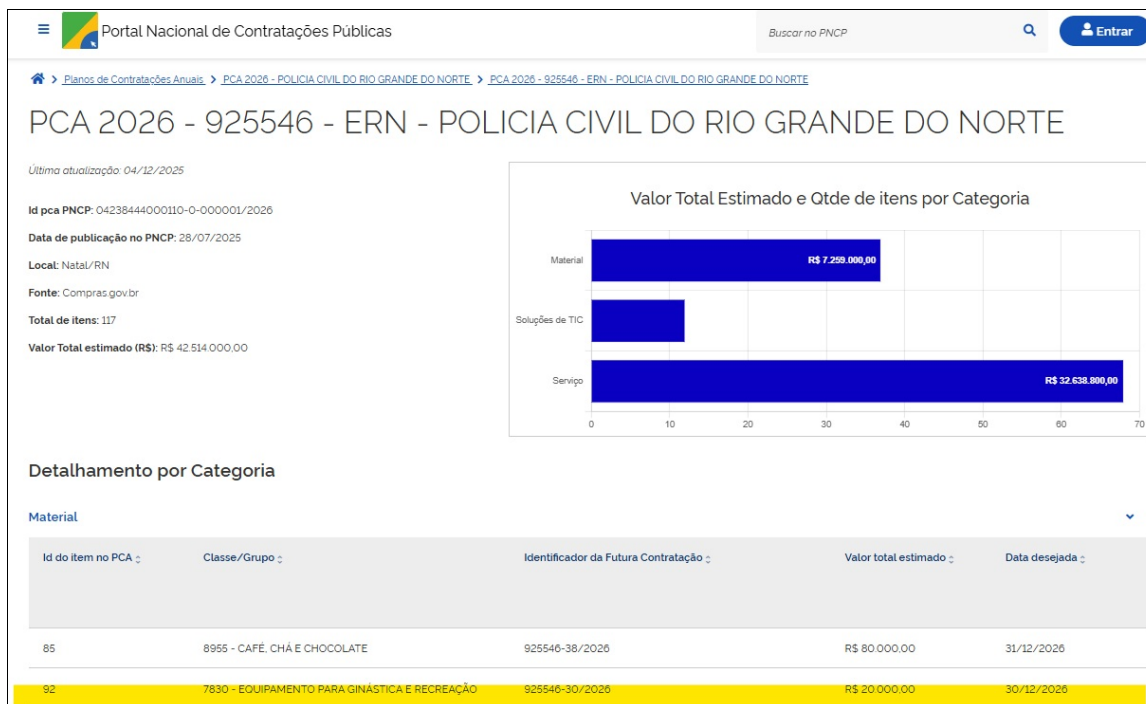 Portal Nacional de Contratações Públicas
Buscar no PNCP
Entrar
> Planos de Contratações Anuais > PCA 2026 - POLICIA CIVIL DO RIO GRANDE DO NORTE > PCA 2026 - 925546 - ERN - POLICIA CIVIL DO RIO GRANDE DO NORTE
PCA 2026 - 925546 - ERN - POLICIA CIVIL DO RIO GRANDE DO NORTE
Última atualização: 04/12/2025
Id pca PNCP: 04238444000110-0-000001/2026
Data de publicação no PNCP: 28/07/2025
Local: Natal/RN
Fonte: Compras.gov.br
Total de itens: 117
Valor Total estimado (R$): R$ 42.514.000,00
Valor Total Estimado e Qtde de itens por Categoria
Material R$ 7.259.000,00
Soluções de TIC
Serviço R$ 32.638.800,00
0 10 20 30 40 50 60 70
Detalhamento por Categoria
Material
Id do item no PCA Classe/Grupo Identificador da Futura Contratação Valor total estimado Data desejada
85 8955 - CAFÉ, CHÁ E CHOCOLATE 925546-38/2026 R$ 80.000,00 31/12/2026
92 7830 - EQUIPAMENTO PARA GINÁSTICA E RECREAÇÃO 925546-30/2026 R$ 20.000,00 30/12/2026